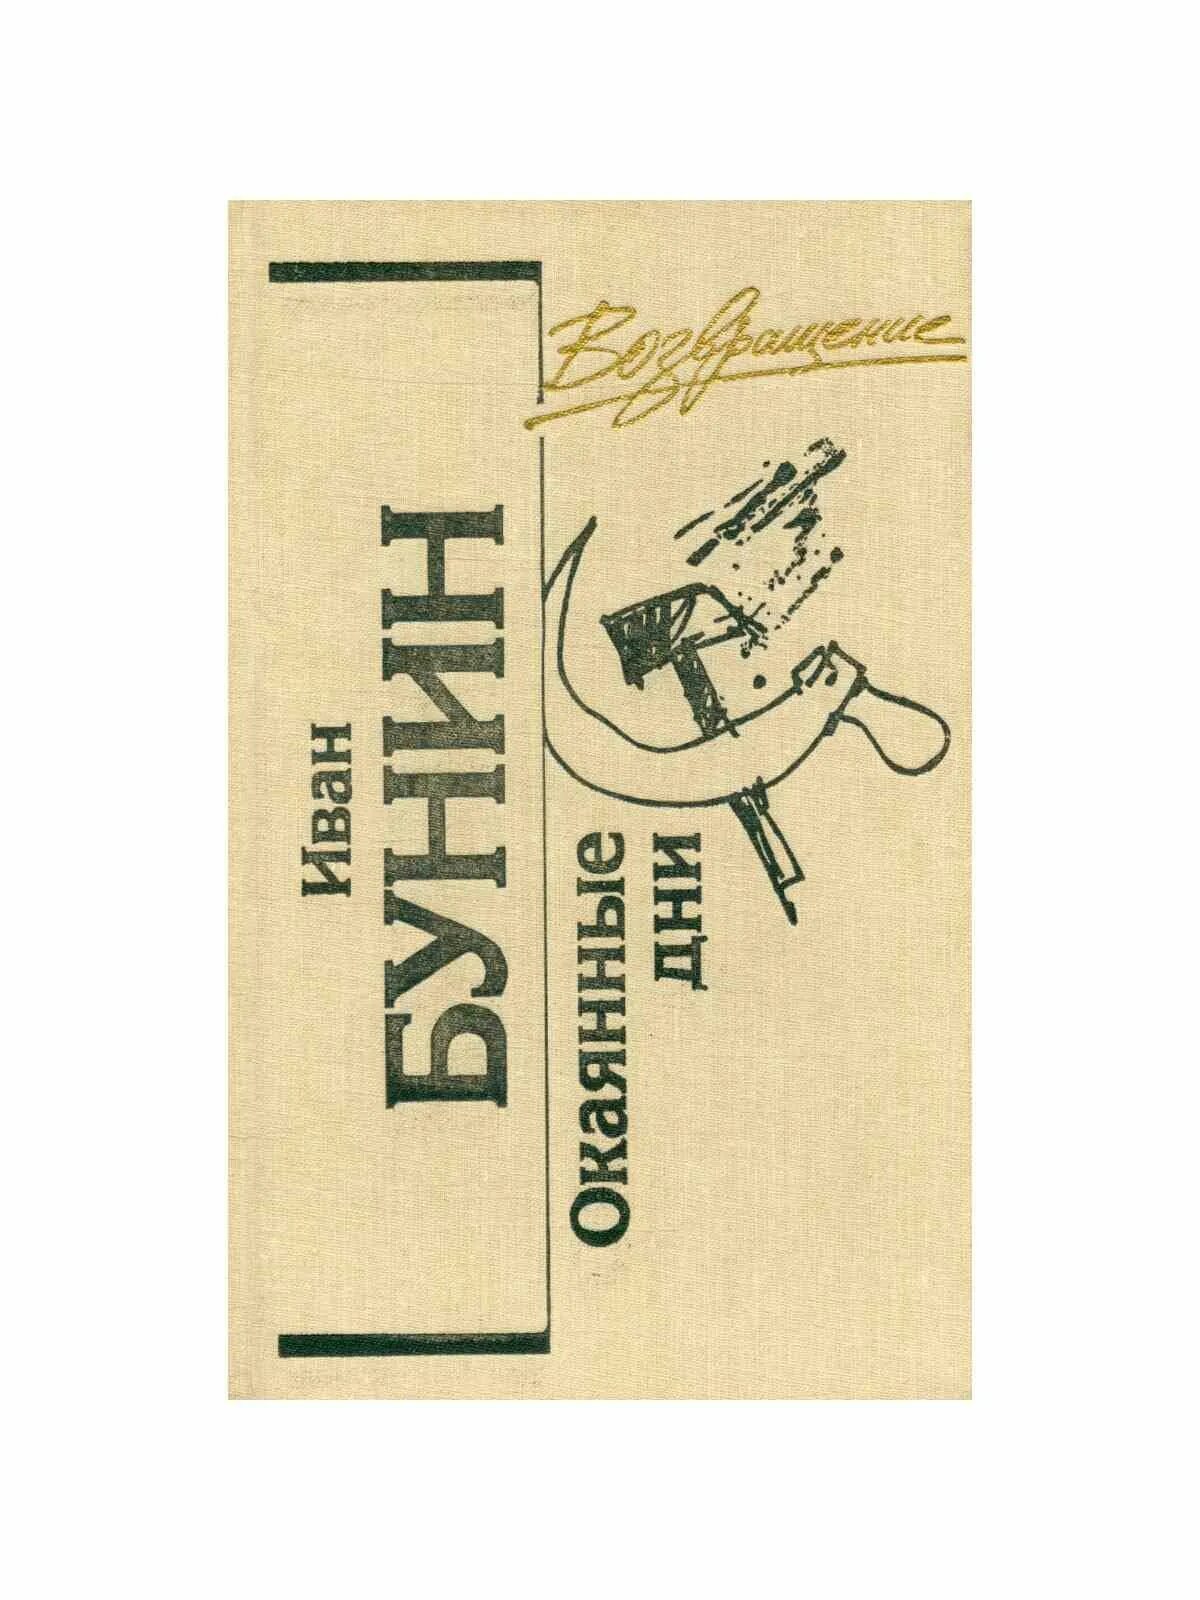 Возвращение
Иван
БУНИН
Окаянные
дни